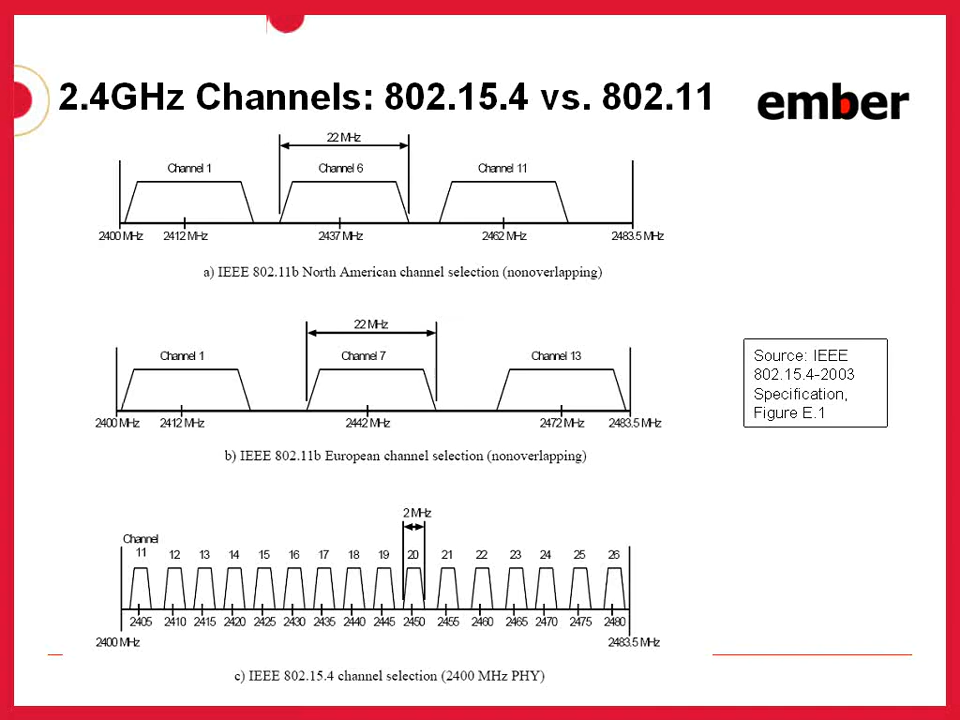 2.4GHz Channels: 802.15.4 vs. 802.11
ember
22 MHz
Channel 1 Channel 6 Channel 11
2400 MHz 2412 MHz 2437 MHz 2462 MHz 2483.5 MHz
a) IEEE 802.11b North American channel selection (nonoverlapping)
22 MHz
Channel 1 Channel 7 Channel 13
2400 MHz 2412 MHz 2442 MHz 2472 MHz 2483.5 MHz
b) IEEE 802.11b European channel selection (nonoverlapping)
Source: IEEE
802.15.4-2003
Specification,
Figure E.1
2 MHz
Channel
11 12 13 14 15 16 17 18 19 20 21 22 23 24 25 26
2405 2410 2415 2420 2425 2430 2435 2440 2445 2450 2455 2460 2465 2470 2475 2480
2400 MHz 2483.5 MHz
c) IEEE 802.15.4 channel selection (2400 MHz PHY)